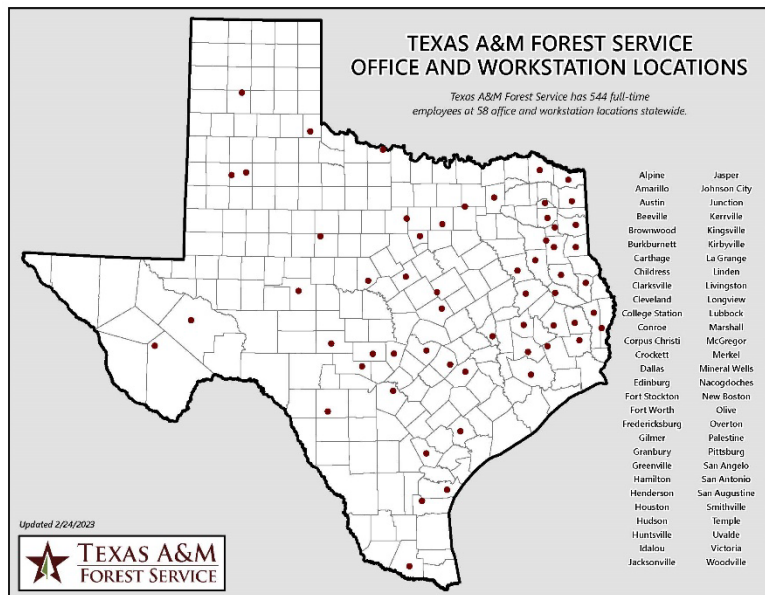 TEXAS A&M FOREST SERVICE
OFFICE AND WORKSTATION LOCATIONS
Texas A&M Forest Service has 544 full-time
employees at 58 office and workstation locations statewide.
Alpine
Amarillo
Austin
Beeville
Brownwood
Burkburnett
Carthage
Childress
Clarksville
Cleveland
College Station
Conroe
Corpus Christi
Crockett
Dallas
Edinburg
Fort Stockton
Fort Worth
Fredericksburg
Gilmer
Granbury
Greenville
Hamilton
Henderson
Houston
Hudson
Huntsville
Idalou
Jacksonville
Jasper
Johnson City
Junction
Kerrville
Kingsville
Kirbyville
La Grange
Linden
Livingston
Longview
Lubbock
Marshall
McGregor
Merkel
Mineral Wells
Nacogdoches
New Boston
Olive
Overton
Palestine
Pittsburg
San Angelo
San Antonio
San Augustine
Smithville
Temple
Uvalde
Victoria
Woodville
Updated 2/24/2023
TEXAS A&M
FOREST SERVICE